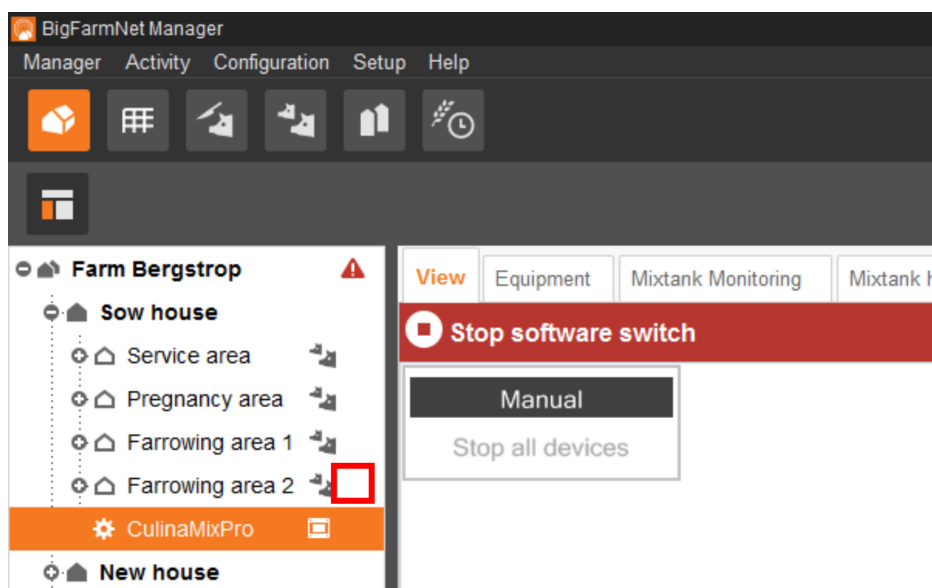 BigFarmNet Manager
Manager Activity Configuration Setup Help
Farm Bergstrop
Sow house
Service area
Pregnancy area
Farrowing area 1
Farrowing area 2
CulinaMixPro
New house
View Equipment Mixtank Monitoring Mixtank
Stop software switch
Manual
Stop all devices